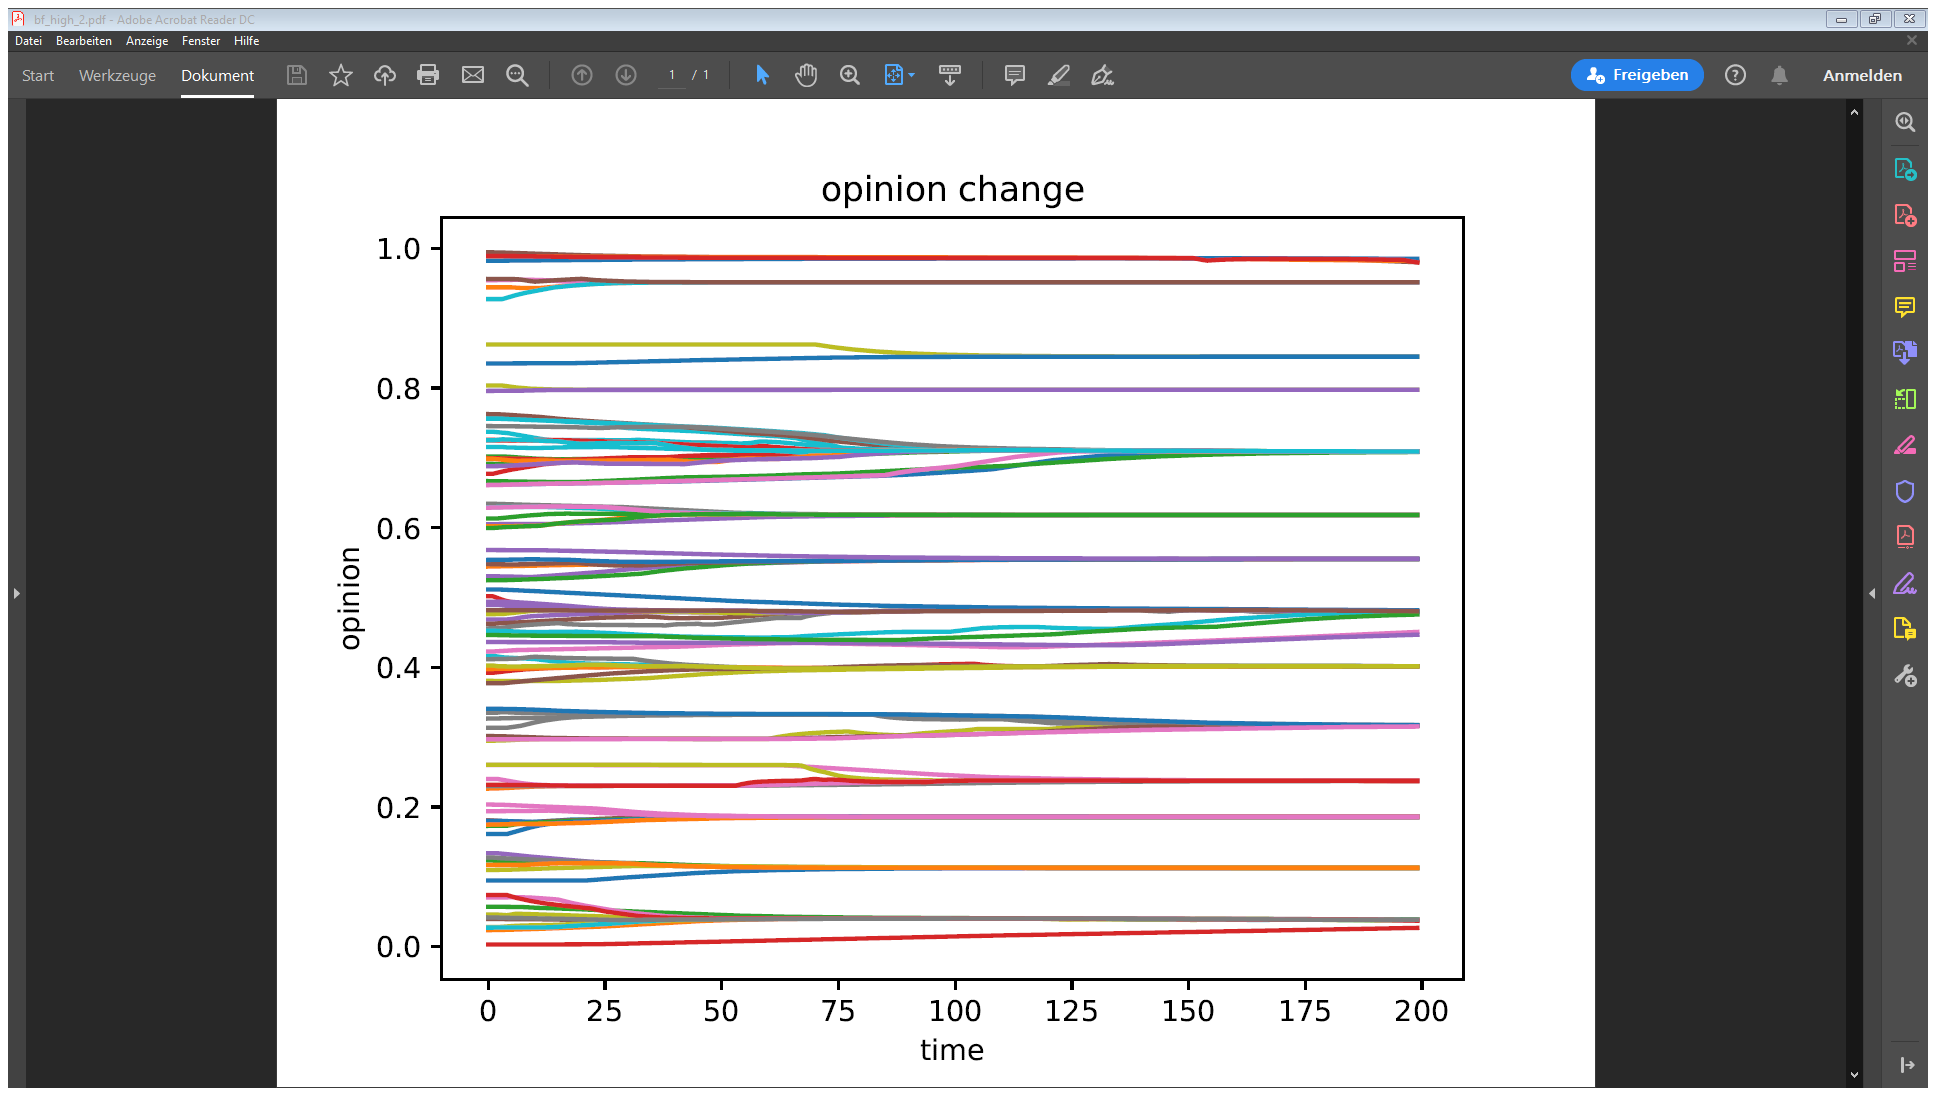 bf_high_2.pdf - Adobe Acrobat Reader DC
Datei Bearbeiten Anzeige Fenster Hilfe
Start Werkzeuge Dokument 1 / 1 Freigeben Anmelden
opinion change
1.0
0.8
0.6
0.4
0.2
0.0
opinion
0 25 50 75 100 125 150 175 200
time